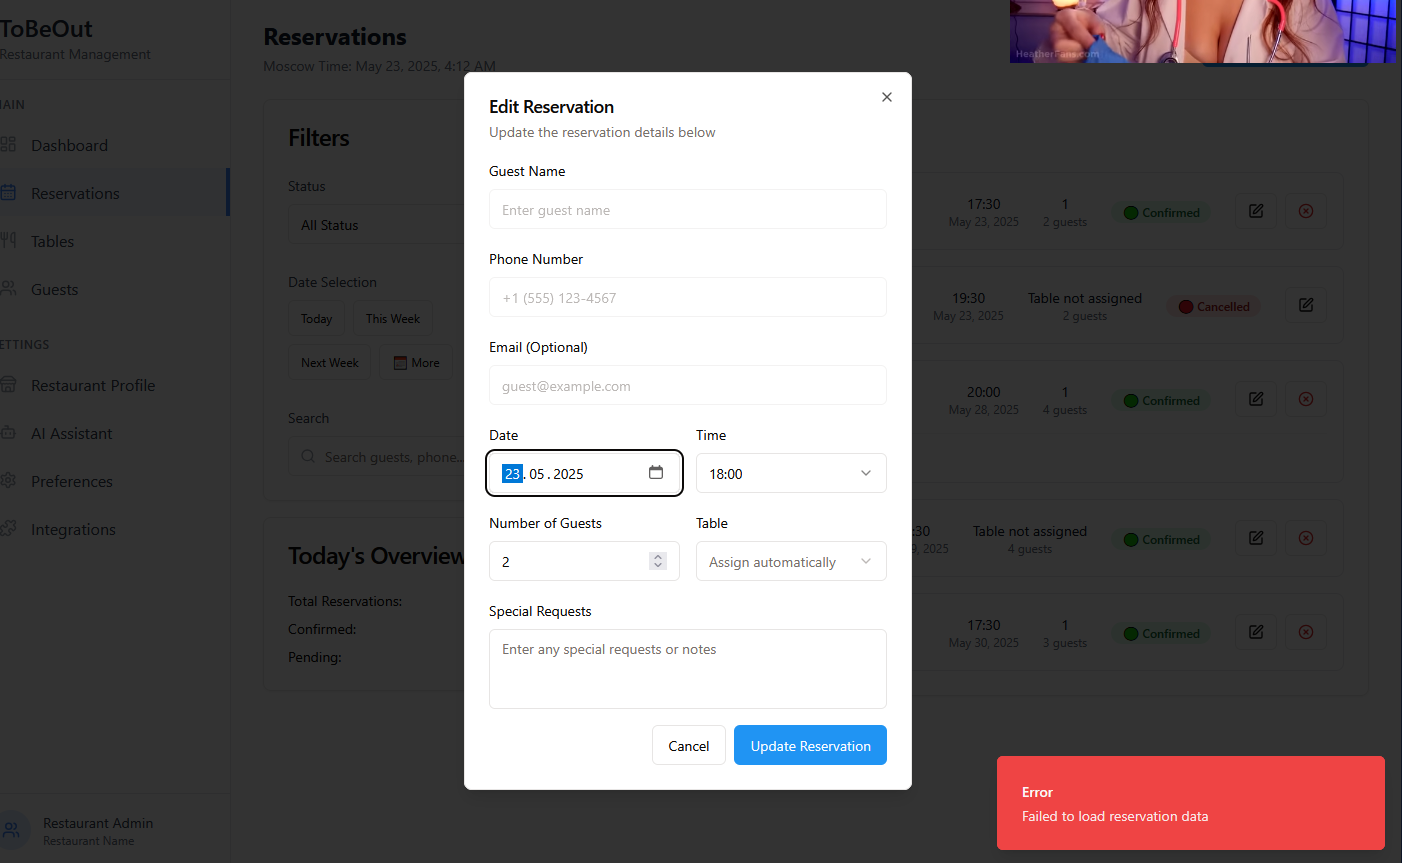 ToBeOut
Restaurant Management
MAIN
Dashboard
Reservations
Tables
Guests
ETTINGS
Restaurant Profile
AI Assistant
Preferences
Integrations
Restaurant Admin
Restaurant Name
Reservations
Moscow Time: May 23, 2025, 4:12 AM
HeatherFans.com
Filters
Status
All Status
Date Selection
Today
This Week
Next Week
More
Search
Search guests, phone...
Today's Overview
Total Reservations:
Confirmed:
Pending:
Edit Reservation
Update the reservation details below
Guest Name
Enter guest name
Phone Number
+1 (555) 123-4567
Email (Optional)
guest@example.com
Date
Time
23.05.2025
18:00
Number of Guests
Table
2
Assign automatically
Special Requests
Enter any special requests or notes
Cancel
Update Reservation
17:30
May 23, 2025
1
2 guests
Confirmed
19:30
May 23, 2025
Table not assigned
2 guests
Cancelled
20:00
May 28, 2025
1
4 guests
Confirmed
:30
9, 2025
Table not assigned
4 guests
Confirmed
17:30
May 30, 2025
1
3 guests
Confirmed
Error
Failed to load reservation data